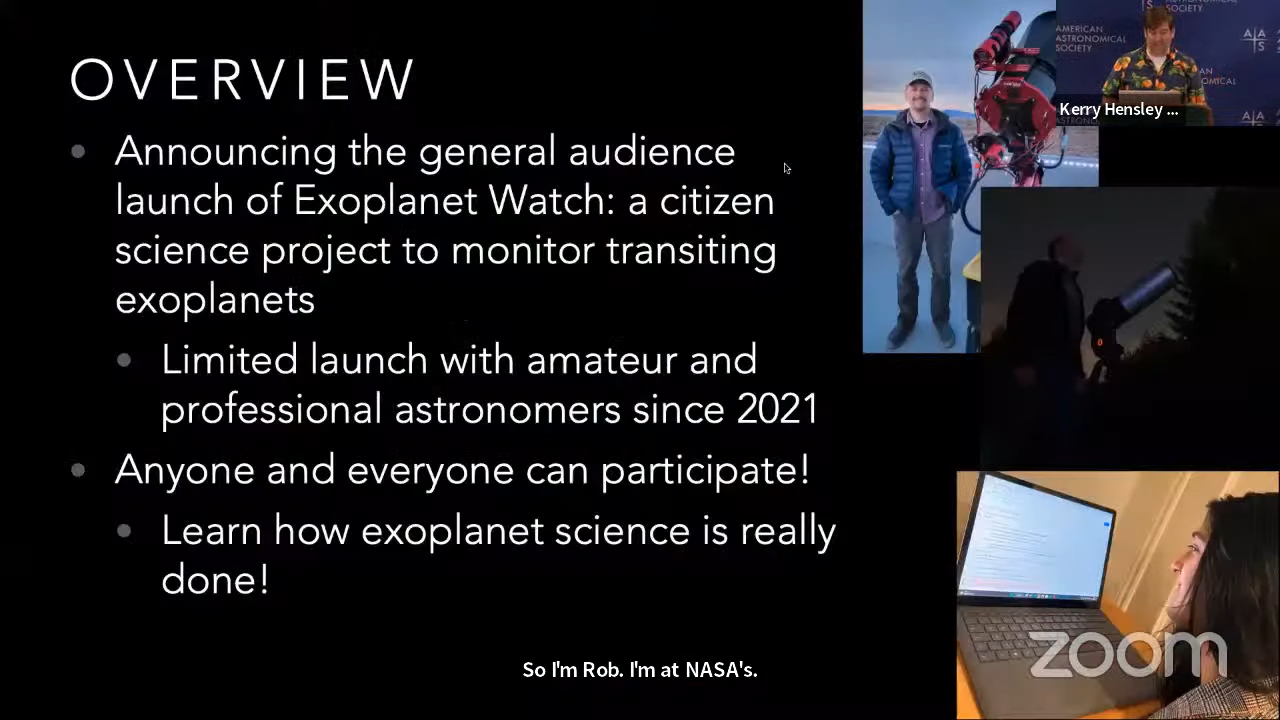 OVERVIEW
Announcing the general audience
launch of Exoplanet Watch: a citizen
science project to monitor transiting
exoplanets
Limited launch with amateur and
professional astronomers since 2021
Anyone and everyone can participate!
Learn how exoplanet science is really
done!
AMERICAN
ASTRONOMICAL
SOCIETY
SOCIETY
A A
S
Kerry Hensley ...
zoom
So I'm Rob. I'm at NASA's.